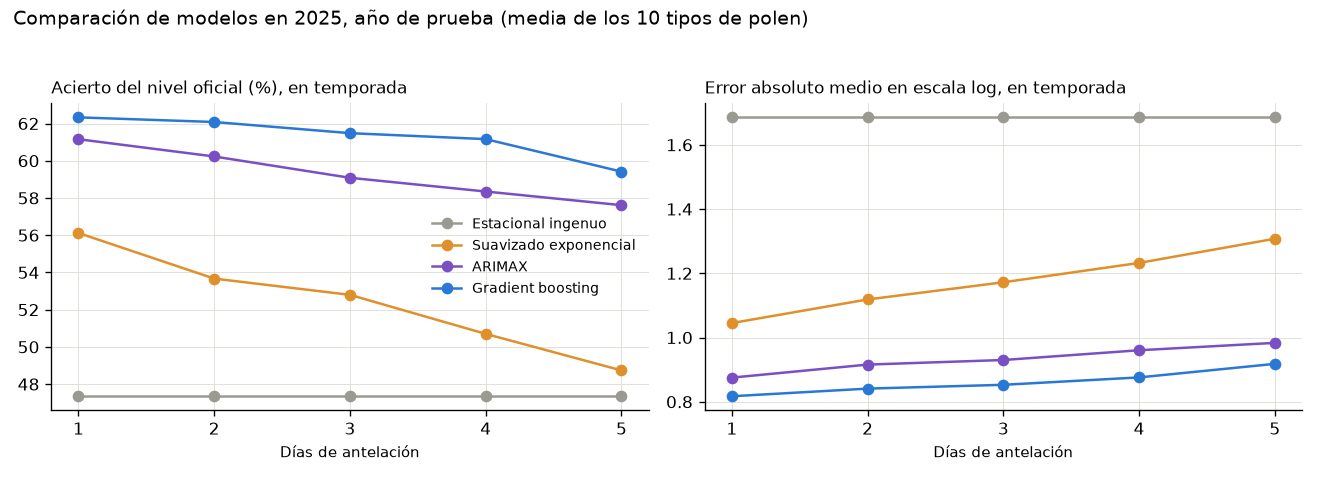 Comparación de modelos en 2025, año de prueba (media de los 10 tipos de polen)
Acierto del nivel oficial (%), en temporada
62
60
58
56
54
52
50
48
1 2 3 4 5
Días de antelación
Estacional ingenuo
Suavizado exponencial
ARIMAX
Gradient boosting
Error absoluto medio en escala log, en temporada
1.6
1.4
1.2
1.0
0.8
1 2 3 4 5
Días de antelación